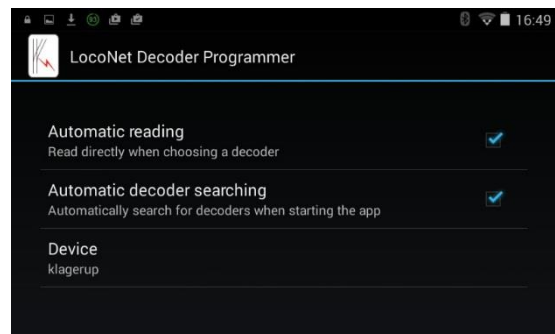 93
16:49
LocoNet Decoder Programmer
Automatic reading
Read directly when choosing a decoder
Automatic decoder searching
Automatically search for decoders when starting the app
Device
klagerup